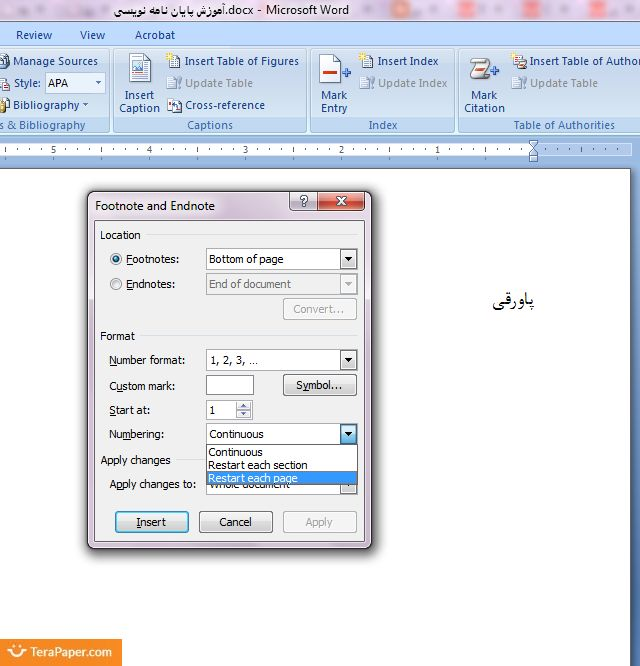 آموزش پایان نامه نویسی.docx - Microsoft Word
Review View Acrobat
Manage Sources Insert Table of Figures Insert Index Insert Table of Author
Style: APA Update Table Update Index Update Table
Bibliography Insert Caption Cross-reference Mark Entry Mark Citation
s & Bibliography Captions Index Table of Authorities
5 4 3 2 1
Footnote and Endnote
Location
Footnotes: Bottom of page
Endnotes: End of document
Convert...
پاورقی
Format
Number format: 1, 2, 3, ...
Custom mark: Symbol...
Start at: 1
Numbering: Continuous
Continuous
Restart each section
Apply changes
Restart each page
Apply changes to: Whole document
Insert Cancel Apply
TeraPaper.com